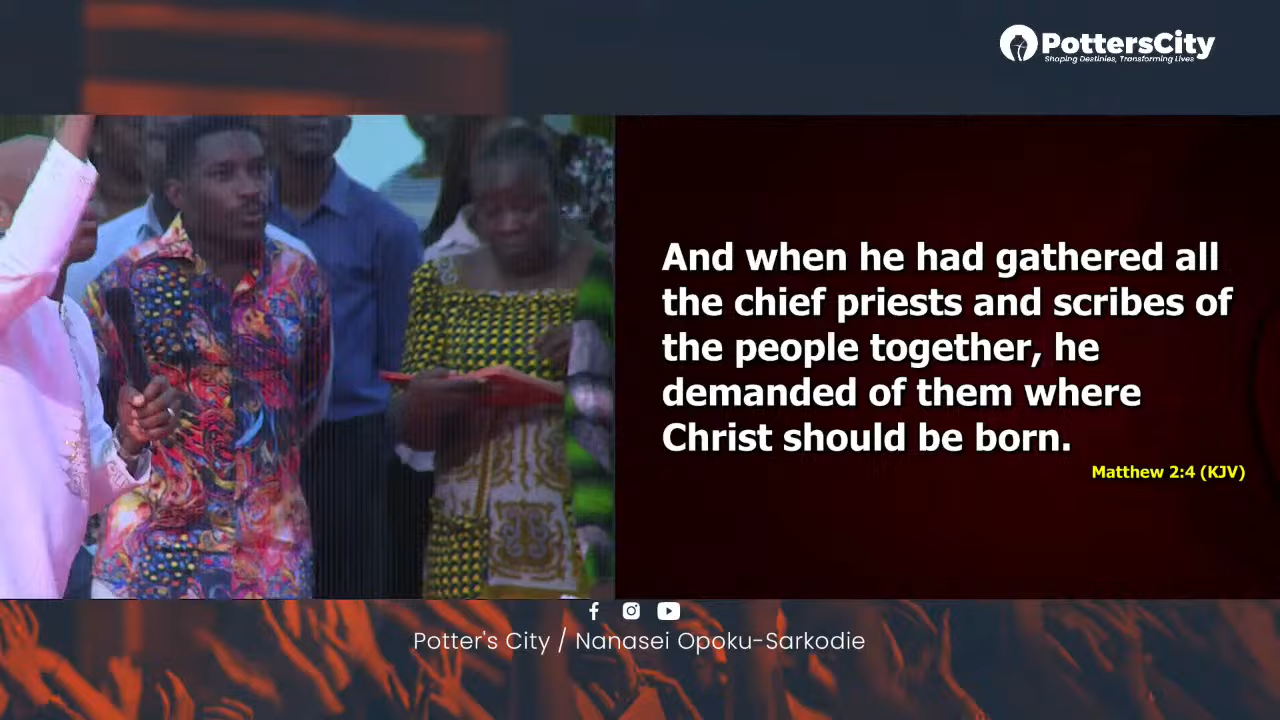 PottersCity
Shaping Destinies, Transforming Lives
And when he had gathered all
the chief priests and scribes of
the people together, he
demanded of them where
Christ should be born.
Matthew 2:4 (KJV)
Potter's City / Nanasei Opoku-Sarkodie